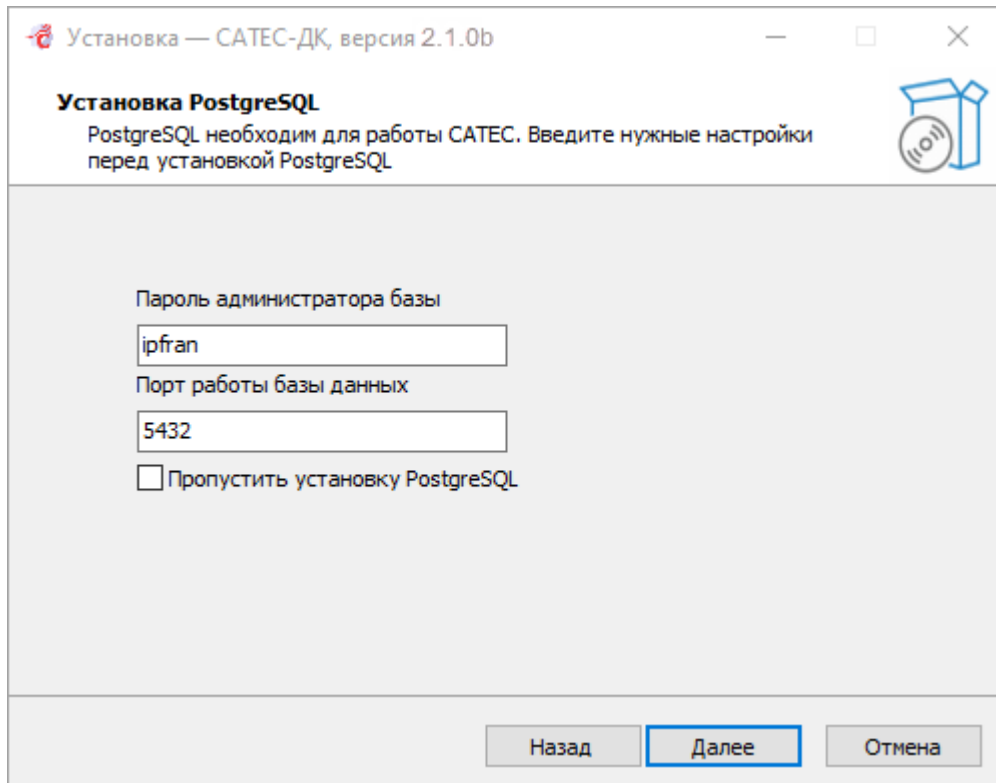 Установка — САТЕС-ДК, версия 2.1.0b
Установка PostgreSQL
PostgreSQL необходим для работы САТЕС. Введите нужные настройки
перед установкой PostgreSQL
Пароль администратора базы
ipfran
Порт работы базы данных
5432
Пропустить установку PostgreSQL
Назад
Далее
Отмена